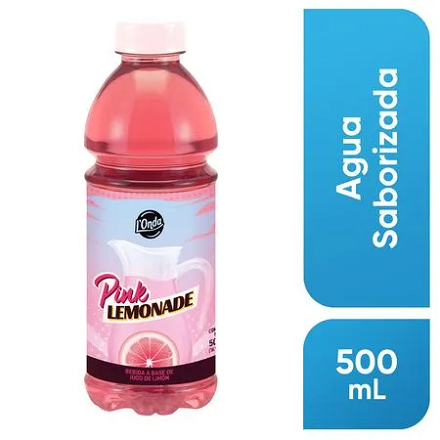 l'Onda
Pink
LEMONADE
BEBIDA A BASE DE
JUGO DE LIMÓN
Agua
Saborizada
500
mL